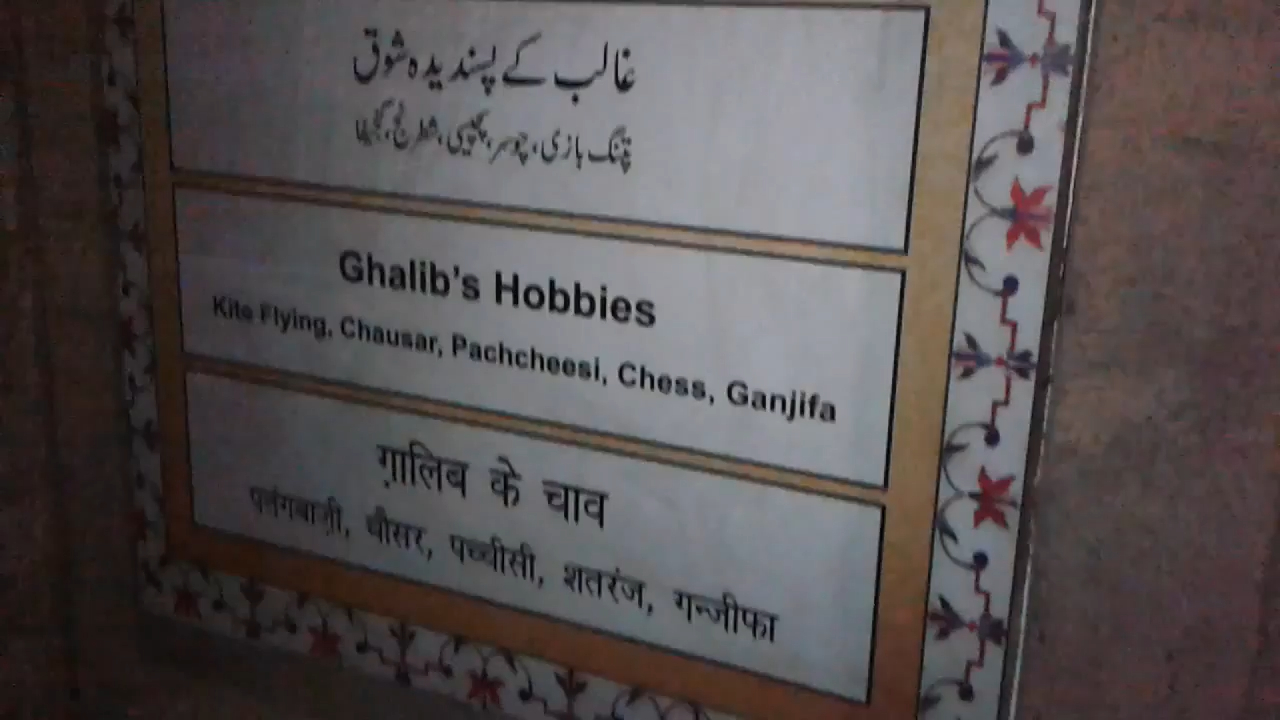 غالب کے پسندیدہ شوق
پتنگ بازی، چوسر، پچیسی، شطرنج، گنجیفا
Ghalib's Hobbies
Kite Flying, Chausar, Pachcheesi, Chess, Ganjifa
ग़ालिब के चाव
पतंगबाज़ी, चौसर, पच्चीसी, शतरंज, गन्जीफा